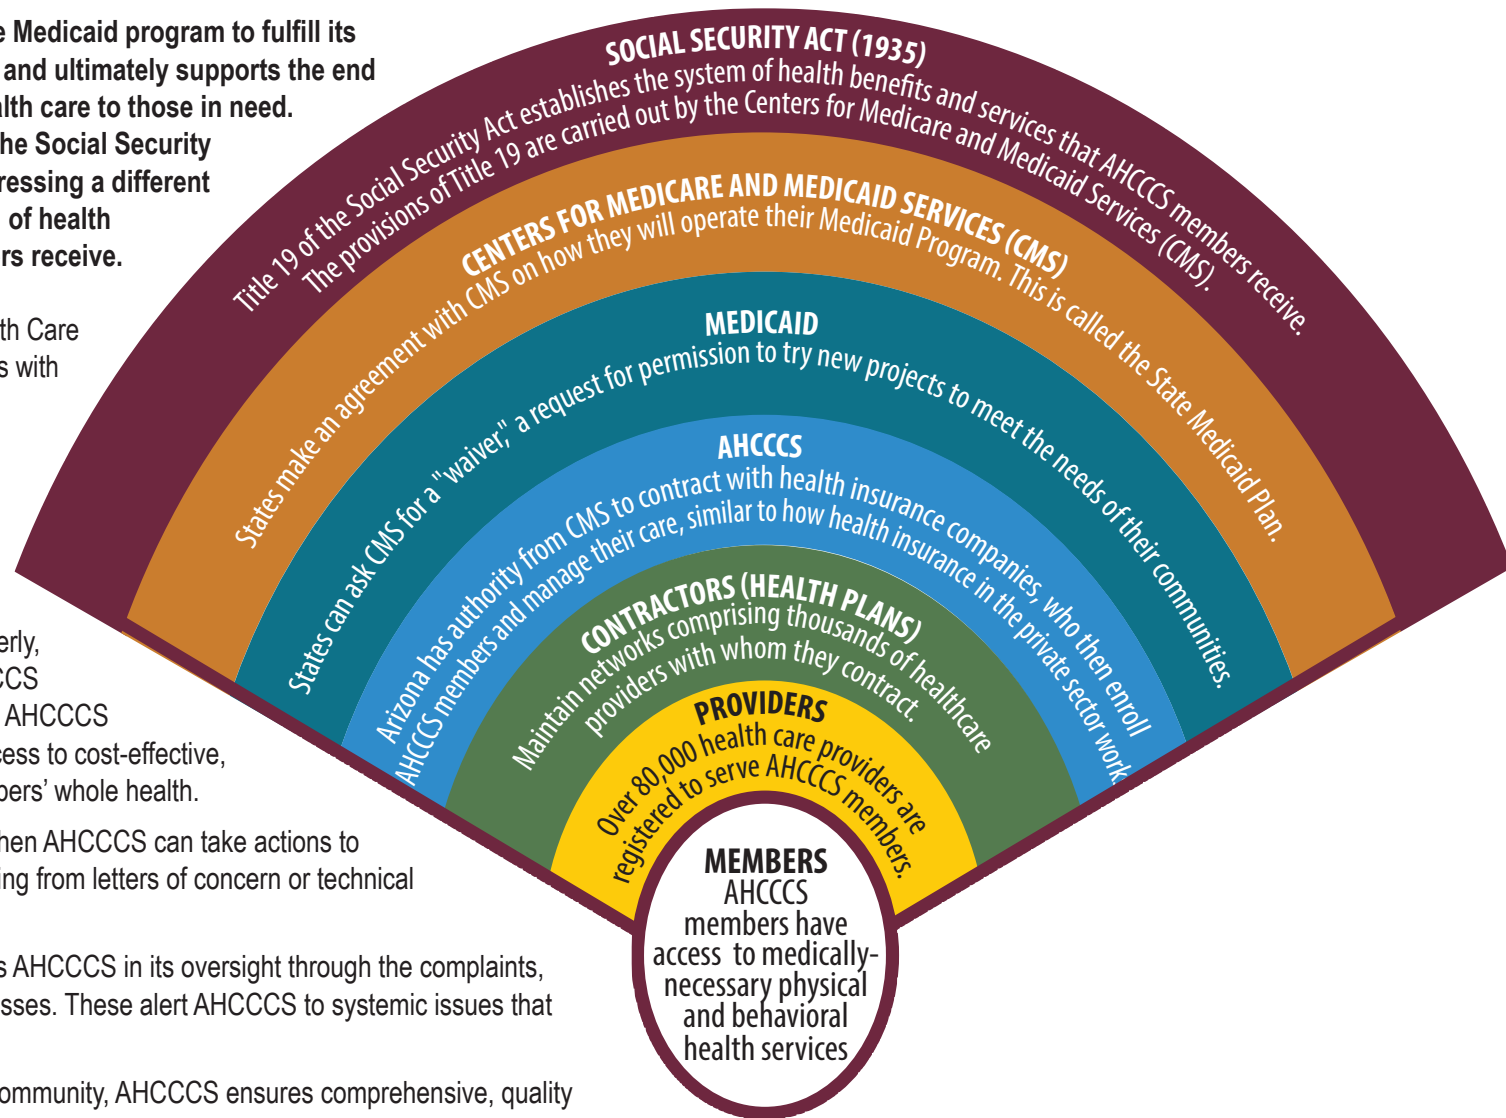 e Medicaid program to fulfill its
and ultimately supports the end
alth care to those in need.
he Social Security
ressing a different
of health
rs receive.
th Care
s with
erly,
CCS
AHCCCS
cess to cost-effective,
bers’ whole health.
hen AHCCCS can take actions to
ing from letters of concern or technical
s AHCCCS in its oversight through the complaints,
sses. These alert AHCCCS to systemic issues that
ommunity, AHCCCS ensures comprehensive, quality
SOCIAL SECURITY ACT (1935)
Title 19 of the Social Security Act establishes the system of health benefits and services that AHCCCS members receive.
The provisions of Title 19 are carried out by the Centers for Medicare and Medicaid Services (CMS).
CENTERS FOR MEDICARE AND MEDICAID SERVICES (CMS)
States make an agreement with CMS on how they will operate their Medicaid Program. This is called the State Medicaid Plan.
MEDICAID
States can ask CMS for a "waiver," a request for permission to try new projects to meet the needs of their communities.
AHCCCS
Arizona has authority from CMS to contract with health insurance companies, who then enroll
AHCCCS members and manage their care, similar to how health insurance in the private sector work.
CONTRACTORS (HEALTH PLANS)
Maintain networks comprising thousands of healthcare
providers with whom they contract.
PROVIDERS
Over 80,000 health care providers are
registered to serve AHCCCS members.
MEMBERS
AHCCCS
members have
access to medically-
necessary physical
and behavioral
health services